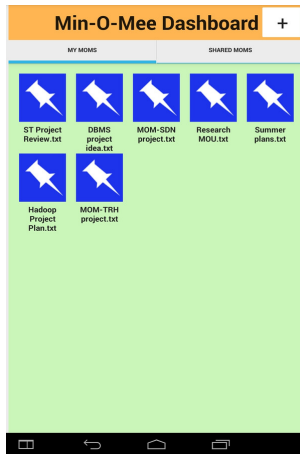 Min-O-Mee Dashboard +
MY MOMS SHARED MOMS
ST Project
Review.txt
DBMS
project
idea.txt
MOM-SDN
project.txt
Research
MOU.txt
Summer
plans.txt
Hadoop
Project
Plan.txt
MOM-TRH
project.txt